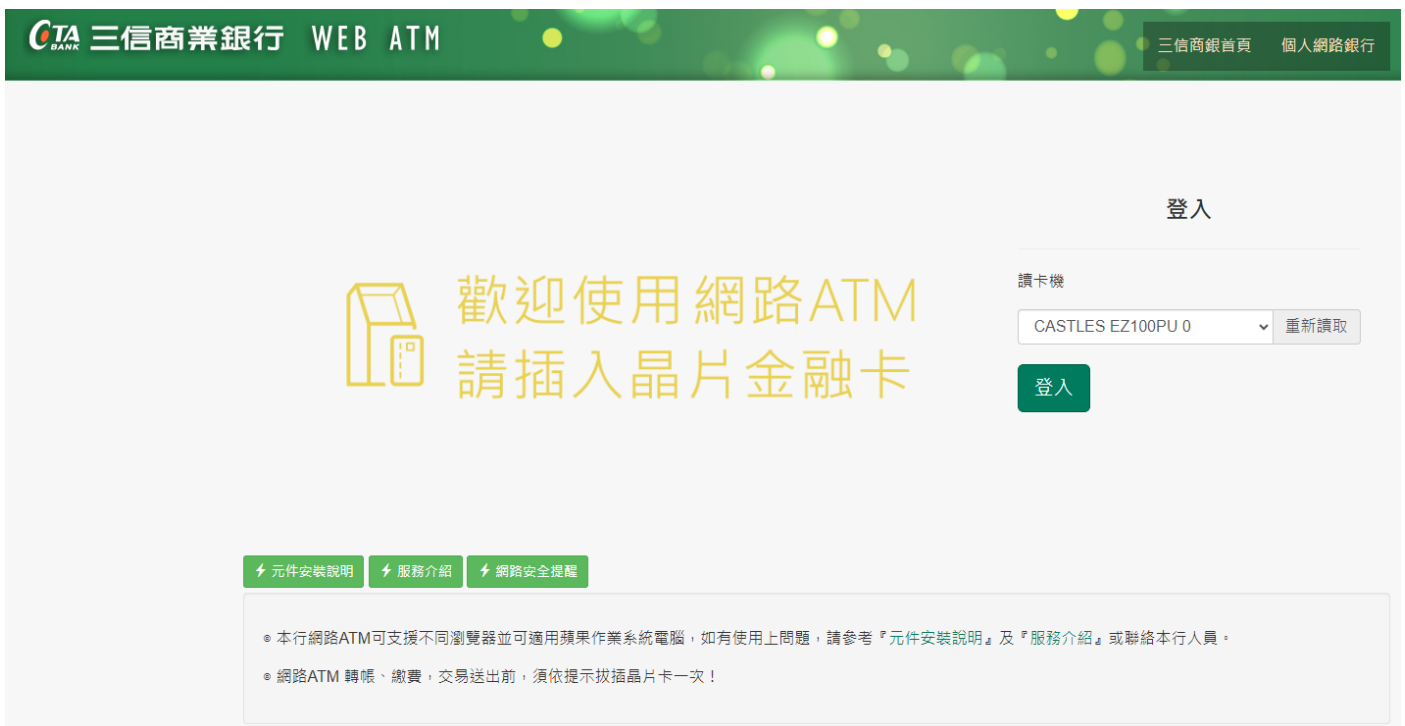 COTA BANK 三信商業銀行 WEB ATM
三信商銀首頁 個人網路銀行
登入
讀卡機
CASTLES EZ100PU 0 重新讀取
登入
歡迎使用網路ATM
請插入晶片金融卡
元件安裝說明 服務介紹 網路安全提醒
◎ 本行網路ATM可支援不同瀏覽器並可適用蘋果作業系統電腦，如有使用上問題，請參考『元件安裝說明』及『服務介紹』或聯絡本行人員。
◎ 網路ATM 轉帳、繳費，交易送出前，須依提示拔插晶片卡一次！